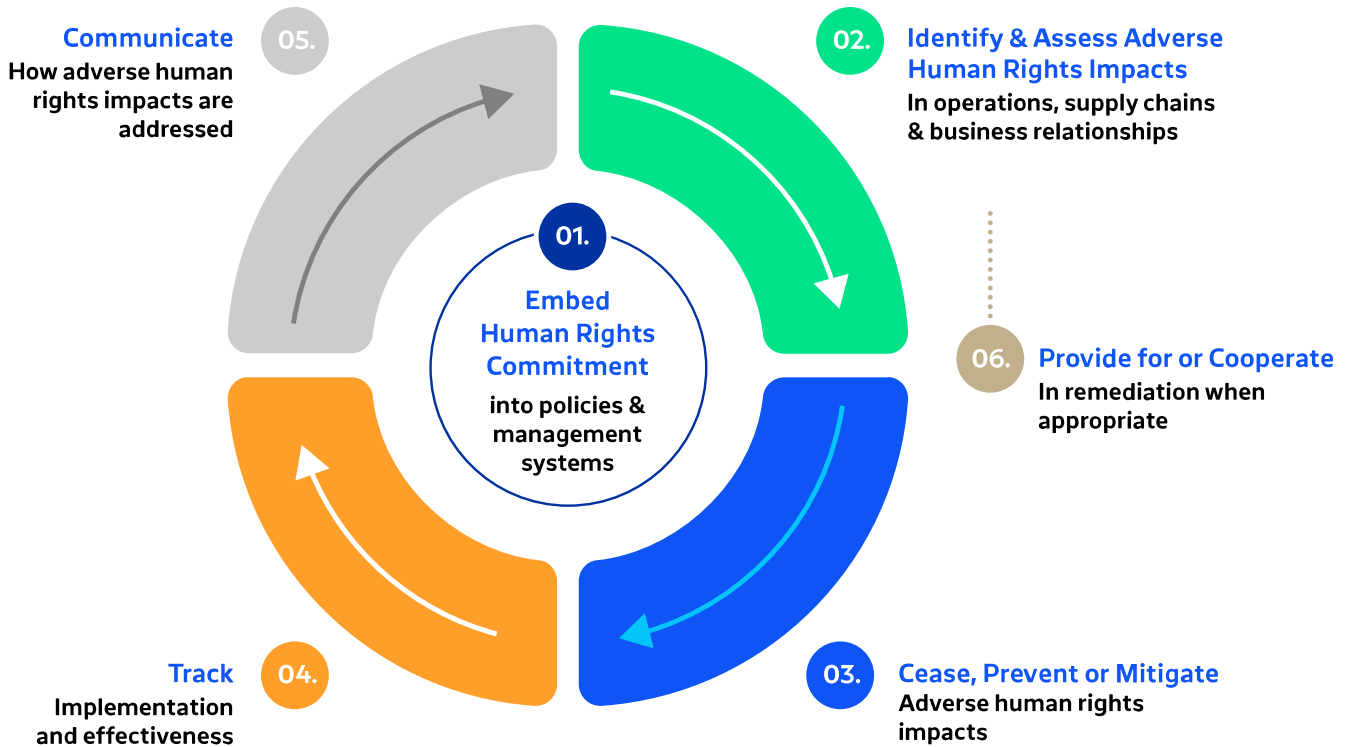 01.
Embed
Human Rights
Commitment
into policies &
management
systems
02.
Identify & Assess Adverse
Human Rights Impacts
In operations, supply chains
& business relationships
03.
Cease, Prevent or Mitigate
Adverse human rights
impacts
04.
Track
Implementation
and effectiveness
05.
Communicate
How adverse human
rights impacts are
addressed
06.
Provide for or Cooperate
In remediation when
appropriate